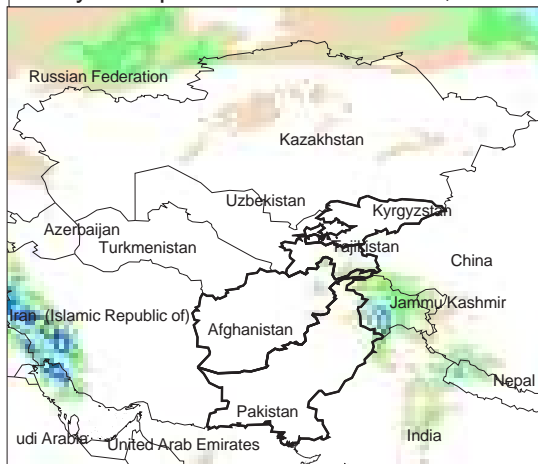 Russian Federation
Kazakhstan
Uzbekistan
Kyrgyzstan
Azerbaijan
Turkmenistan
Tajikistan
China
Jammu Kashmir
Iran (Islamic Republic of)
Afghanistan
Nepal
Pakistan
udi Arabia
United Arab Emirates
India